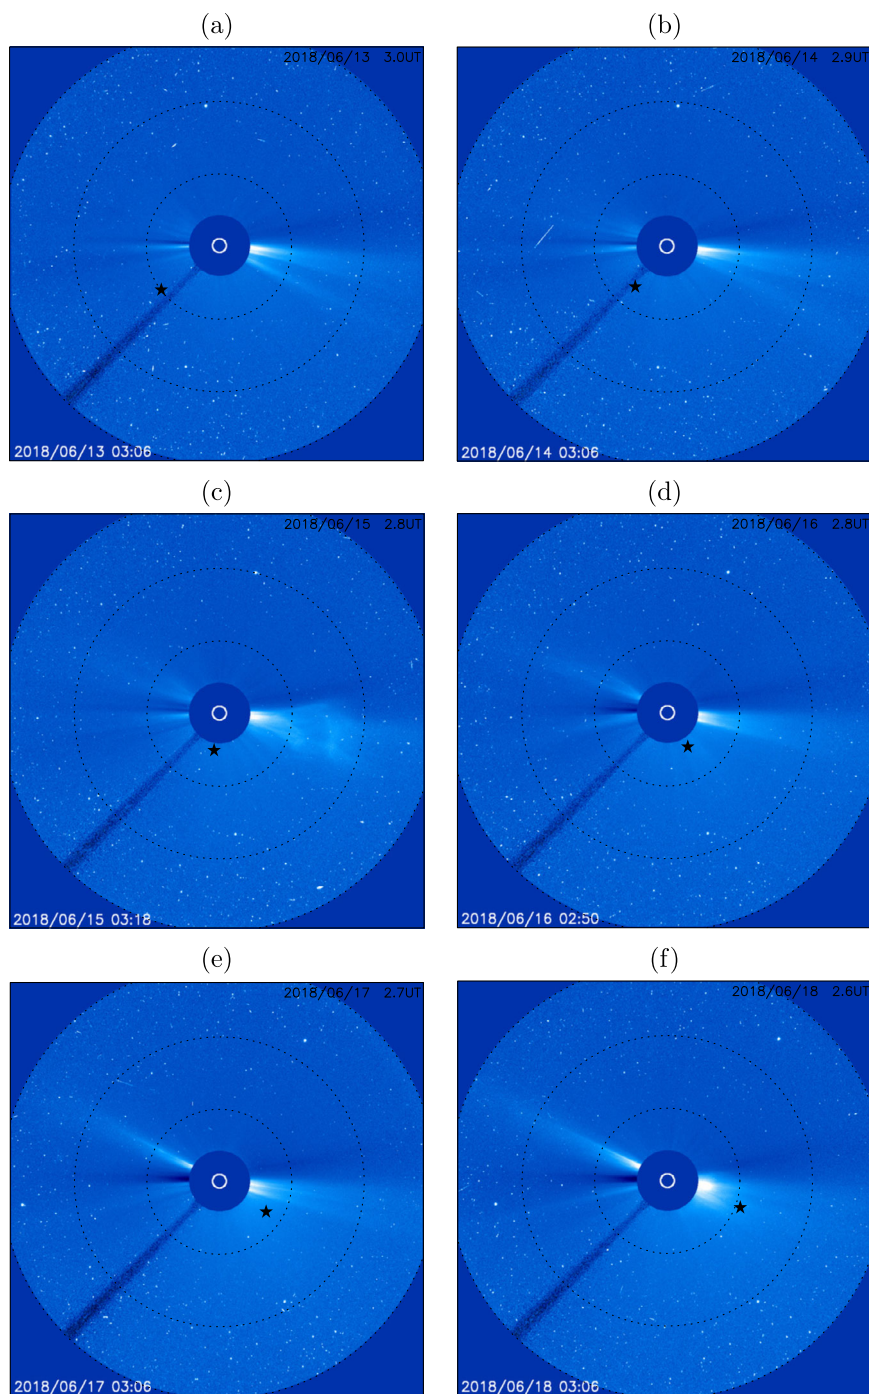 (a)
(b)
2018/06/13 3.0UT
2018/06/14 2.9UT
2018/06/13 03:06
2018/06/14 03:06
(c)
(d)
2018/06/15 2.8UT
2018/06/16 2.8UT
2018/06/15 03:18
2018/06/16 02:50
(e)
(f)
2018/06/17 2.7UT
2018/06/18 2.6UT
2018/06/17 03:06
2018/06/18 03:06